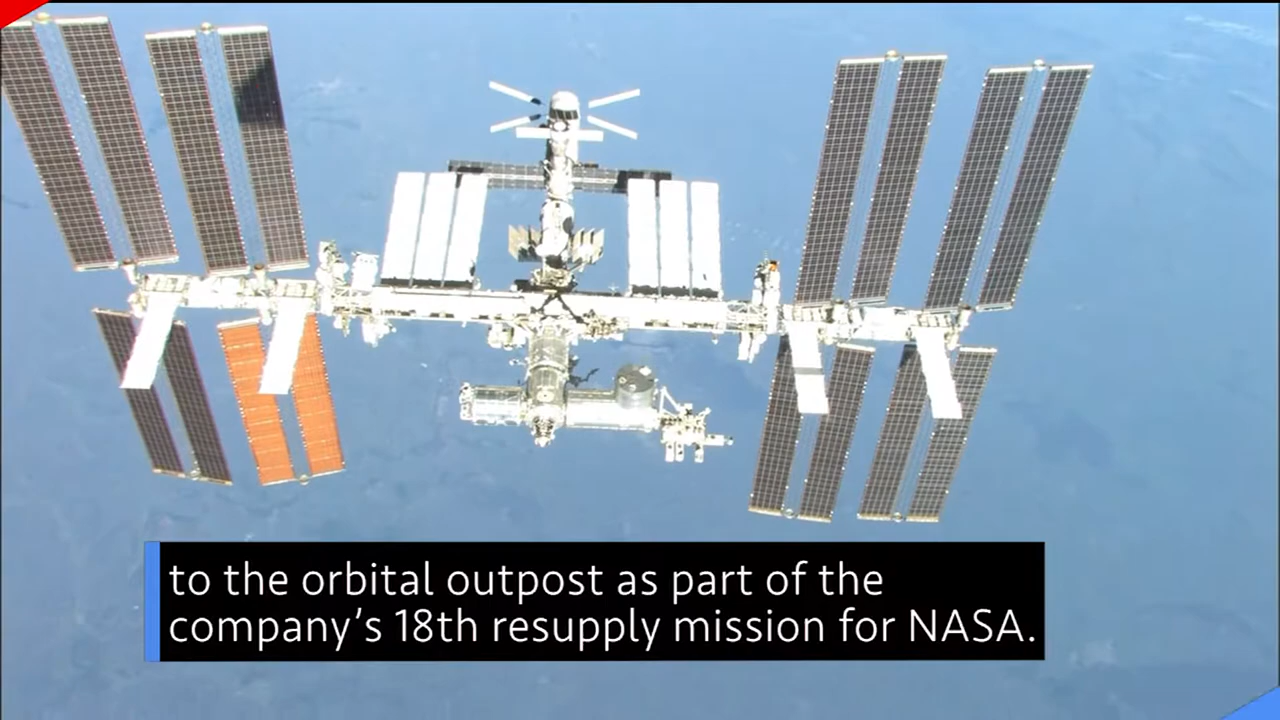 to the orbital outpost as part of the
company's 18th resupply mission for NASA.